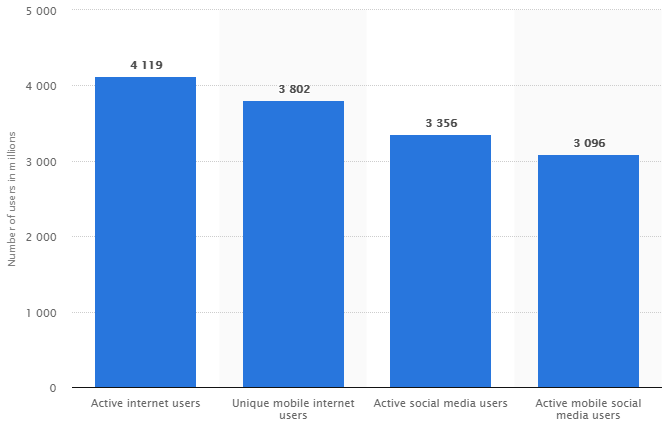 5 000
4 000
3 000
2 000
1 000
0
Number of users in millions
4 119
3 802
3 356
3 096
Active internet users
Unique mobile internet
users
Active social media users
Active mobile social
media users